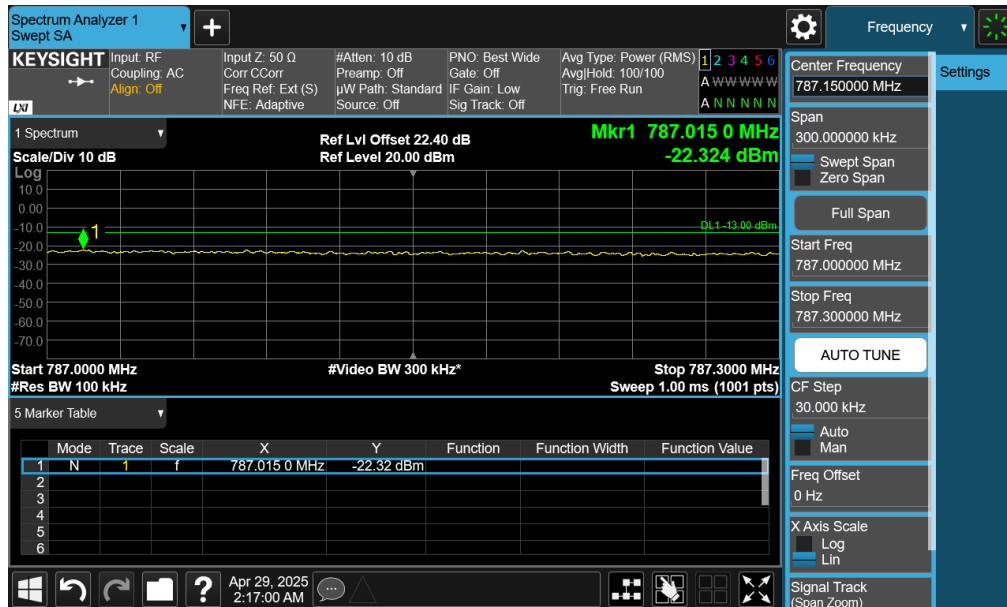 Spectrum Analyzer 1
Swept SA
Frequency
KEYSIGHT
LXI
Input: RF
Coupling: AC
Align: Off
Input Z: 50 Ω
Corr CCorr
Freq Ref: Ext (S)
NFE: Adaptive
#Atten: 10 dB
Preamp: Off
µW Path: Standard
Source: Off
PNO: Best Wide
Gate: Off
IF Gain: Low
Sig Track: Off
Avg Type: Power (RMS)
Avg|Hold: 100/100
Trig: Free Run
1 2 3 4 5 6
A W W W W W
A N N N N N
1 Spectrum
Scale/Div 10 dB
Ref Lvl Offset 22.40 dB
Ref Level 20.00 dBm
Mkr1 787.015 0 MHz
-22.324 dBm
Log
10.0
0.00
-10.0
-20.0
-30.0
-40.0
-50.0
-60.0
-70.0
1
DL1 -13.00 dBm
Start 787.0000 MHz
#Video BW 300 kHz*
Stop 787.3000 MHz
#Res BW 100 kHz
Sweep 1.00 ms (1001 pts)
5 Marker Table
Mode Trace Scale X Y Function Function Width Function Value
1 N 1 f 787.015 0 MHz -22.32 dBm
2
3
4
5
6
Apr 29, 2025
2:17:00 AM
Center Frequency
787.150000 MHz
Settings
Span
300.000000 kHz
Swept Span
Zero Span
Full Span
Start Freq
787.000000 MHz
Stop Freq
787.300000 MHz
AUTO TUNE
CF Step
30.000 kHz
Auto
Man
Freq Offset
0 Hz
X Axis Scale
Log
Lin
Signal Track
(Span Zoom)